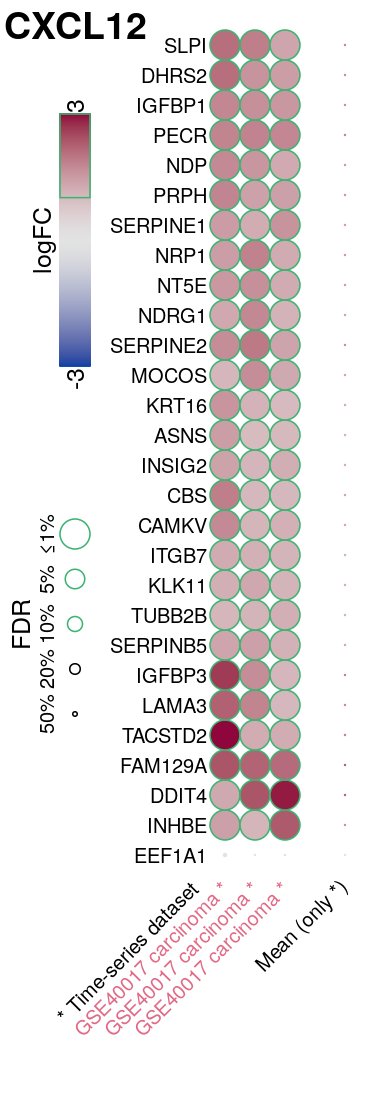 CXCL12
SLPI
DHRS2
IGFBP1
PECR
NDP
PRPH
SERPINE1
NRP1
NT5E
NDRG1
SERPINE2
MOCOS
KRT16
ASNS
INSIG2
CBS
CAMKV
ITGB7
KLK11
TUBB2B
SERPINB5
IGFBP3
LAMA3
TACSTD2
FAM129A
DDIT4
INHBE
EEF1A1
logFC
3
-3
FDR
50% 20% 10% 5% ≤1%
* Time-series dataset
GSE40017 carcinoma *
GSE40017 carcinoma *
GSE40017 carcinoma *
Mean (only *)